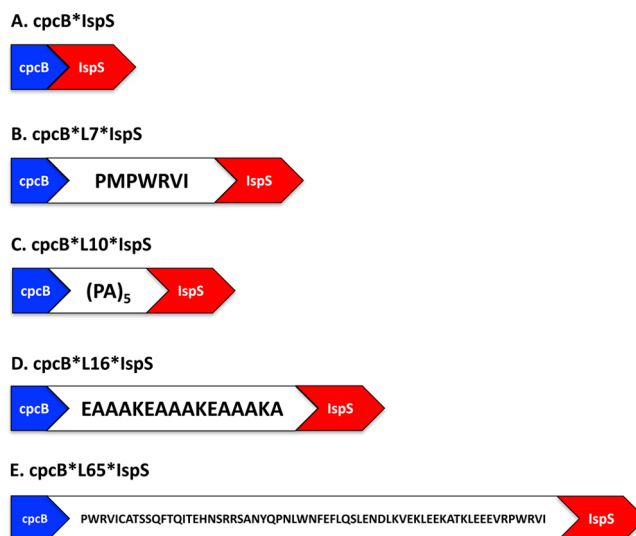 A. cpcB*IspS
cpcB IspS
B. cpcB*L7*IspS
cpcB PMPWRVI IspS
C. cpcB*L10*IspS
cpcB (PA)₅ IspS
D. cpcB*L16*IspS
cpcB EAAAKEAAAKEAAAKA IspS
E. cpcB*L65*IspS
cpcB PWRVICATSSQFTQITEHNSRRSANYQPNLWNFEFLQSLENDLKVEKLEEKATKLEEEVRPWRVI IspS